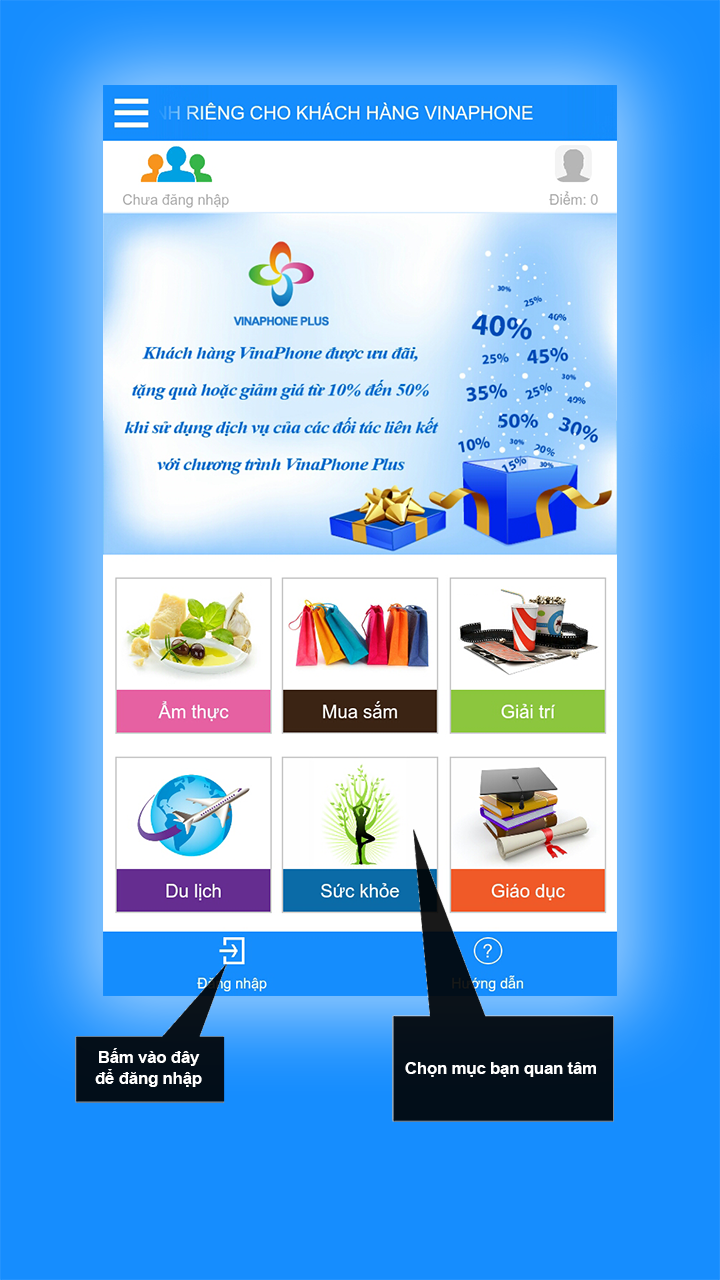 RIÊNG CHO KHÁCH HÀNG VINAPHONE
Chưa đăng nhập
Điểm: 0
VINAPHONE PLUS
Khách hàng VinaPhone được ưu đãi,
tặng quà hoặc giảm giá từ 10% đến 50%
khi sử dụng dịch vụ của các đối tác liên kết
với chương trình VinaPhone Plus
30%
25%
40%
40%
25%
45%
30%
35%
25%
40%
50%
30%
10%
30%
20%
15%
30%
Ẩm thực
Mua sắm
Giải trí
Du lịch
Sức khỏe
Giáo dục
?
Đăng nhập
Hướng dẫn
Bấm vào đây
để đăng nhập
Chọn mục bạn quan tâm